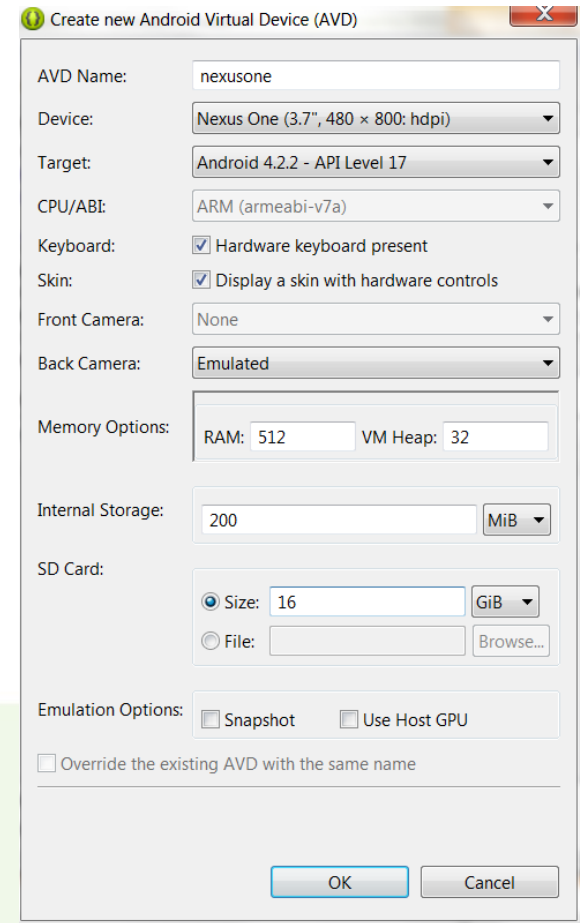 Create new Android Virtual Device (AVD)
AVD Name: nexusone
Device: Nexus One (3.7", 480 × 800: hdpi)
Target: Android 4.2.2 - API Level 17
CPU/ABI: ARM (armeabi-v7a)
Keyboard: Hardware keyboard present
Skin: Display a skin with hardware controls
Front Camera: None
Back Camera: Emulated
Memory Options: RAM: 512 VM Heap: 32
Internal Storage: 200 MiB
SD Card:
Size: 16 GiB
File: Browse...
Emulation Options: Snapshot Use Host GPU
Override the existing AVD with the same name
OK Cancel